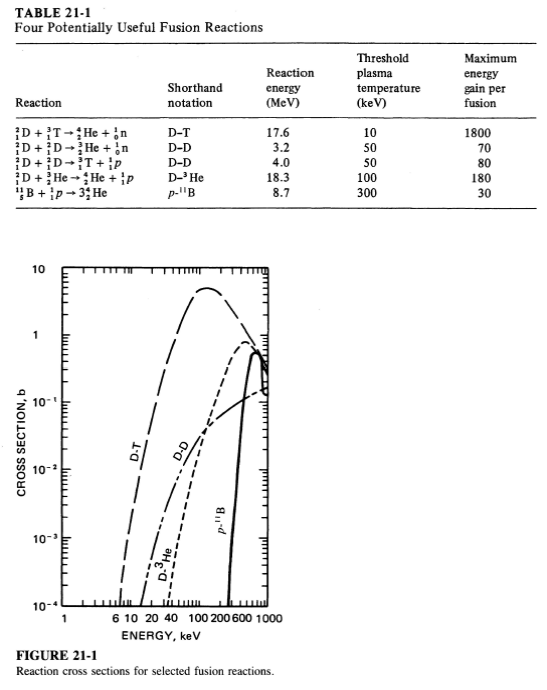 TABLE 21-1
Four Potentially Useful Fusion Reactions
Reaction Shorthand notation Reaction energy (MeV) Threshold plasma temperature (keV) Maximum energy gain per fusion
²₁D + ³₁T → ⁴₂He + ¹₀n D–T 17.6 10 1800
²₁D + ²₁D → ³₂He + ¹₀n D–D 3.2 50 70
²₁D + ²₁D → ³₁T + ¹₁p D–D 4.0 50 80
²₁D + ³₂He → ⁴₂He + ¹₁p D–³He 18.3 100 180
¹¹₅B + ¹₁p → 3⁴₂He p-¹¹B 8.7 300 30
10
1
10⁻¹
10⁻²
10⁻³
10⁻⁴
CROSS SECTION, b
D-T
D-D
D-³He
p-¹¹B
1 6 10 20 40 100 200 600 1000
ENERGY, keV
FIGURE 21-1
Reaction cross sections for selected fusion reactions.